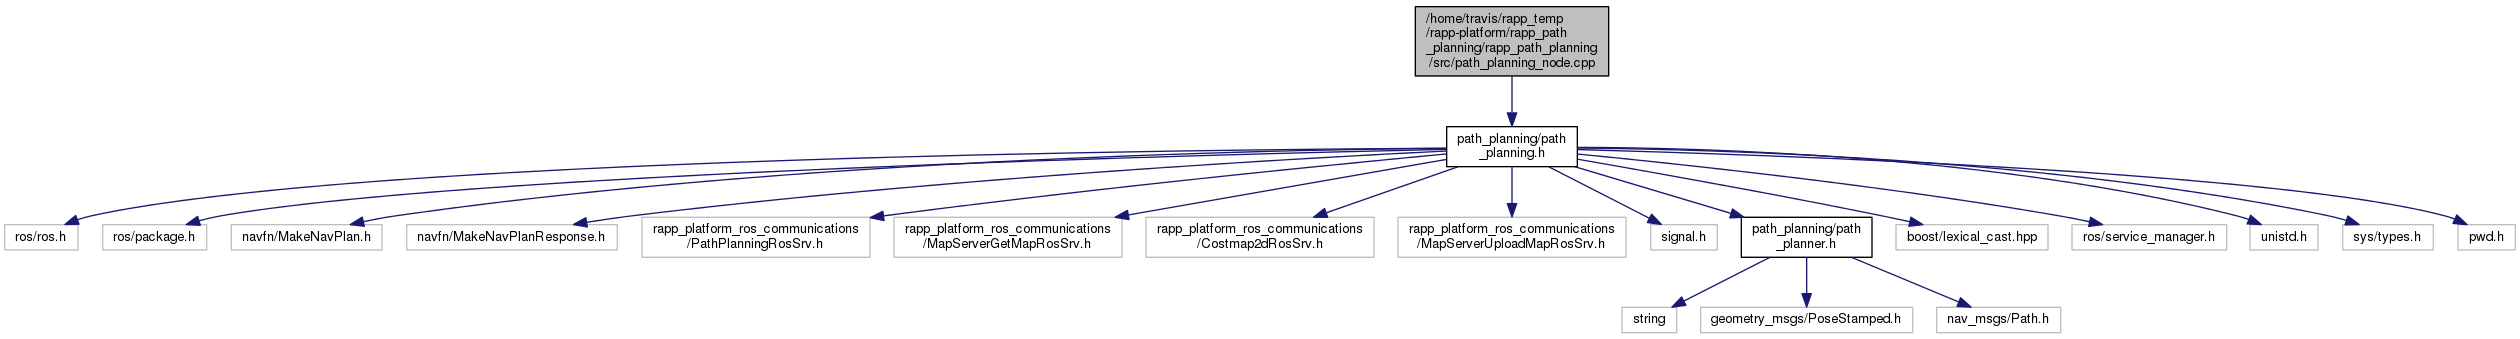 /home/travis/rapp_temp
/rapp-platform/rapp_path
_planning/rapp_path_planning
/src/path_planning_node.cpp
path_planning/path
_planning.h
ros/ros.h
ros/package.h
navfn/MakeNavPlan.h
navfn/MakeNavPlanResponse.h
rapp_platform_ros_communications
/PathPlanningRosSrv.h
rapp_platform_ros_communications
/MapServerGetMapRosSrv.h
rapp_platform_ros_communications
/Costmap2dRosSrv.h
rapp_platform_ros_communications
/MapServerUploadMapRosSrv.h
signal.h
path_planning/path
_planner.h
boost/lexical_cast.hpp
ros/service_manager.h
unistd.h
sys/types.h
pwd.h
string
geometry_msgs/PoseStamped.h
nav_msgs/Path.h